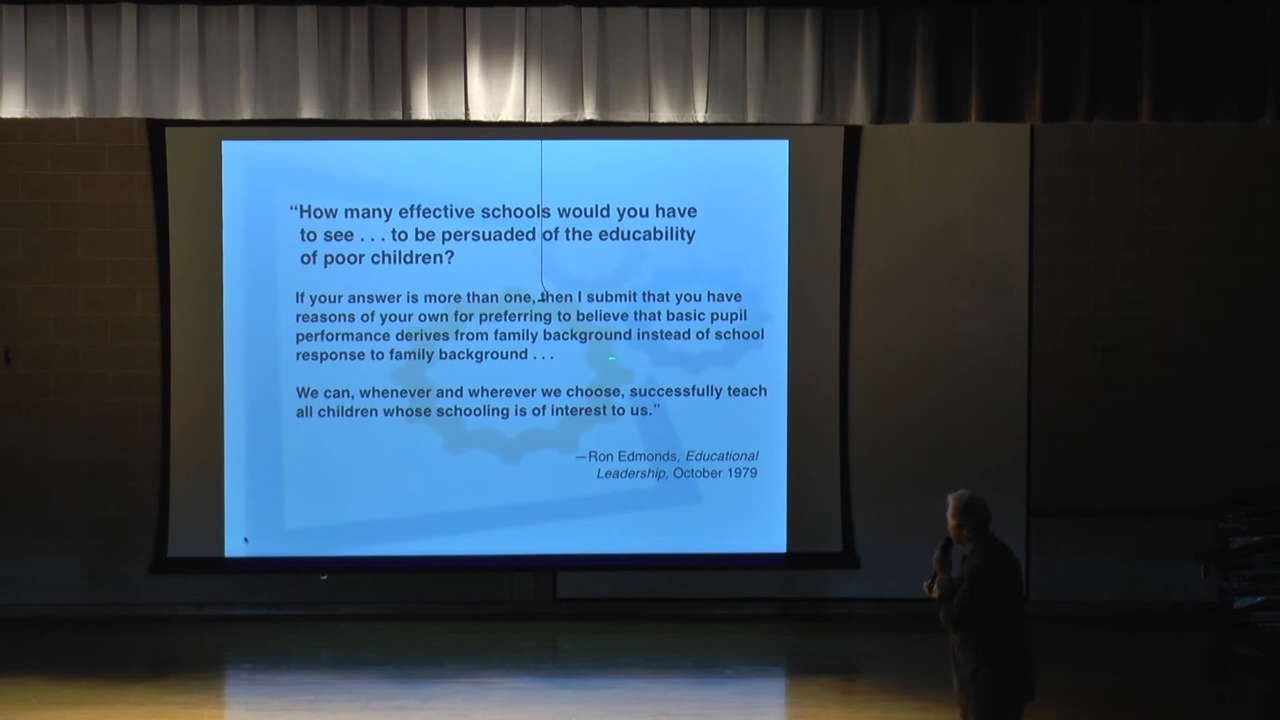 “How many effective schools would you have
to see . . . to be persuaded of the educability
of poor children?
If your answer is more than one, then I submit that you have
reasons of your own for preferring to believe that basic pupil
performance derives from family background instead of school
response to family background . . .
We can, whenever and wherever we choose, successfully teach
all children whose schooling is of interest to us.”
—Ron Edmonds, Educational
Leadership, October 1979